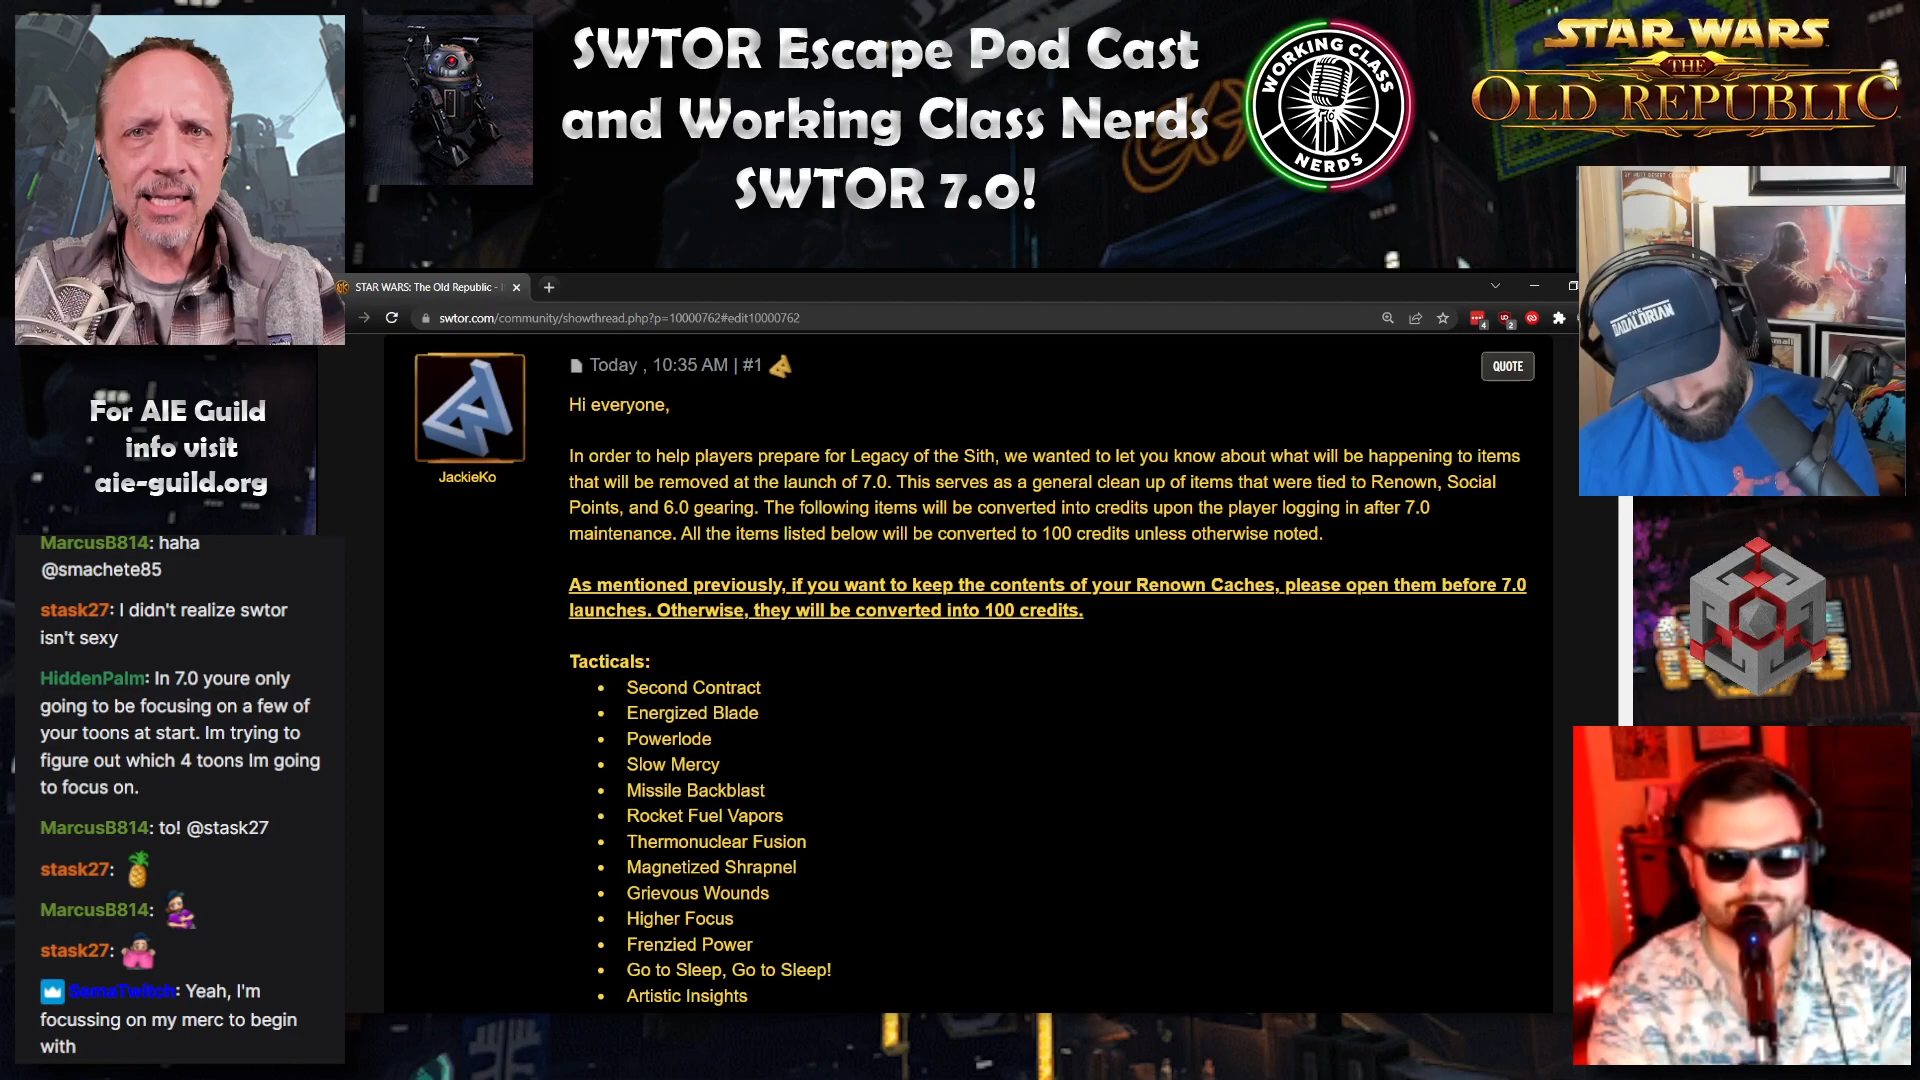 SWTOR Escape Pod Cast
and Working Class Nerds
SWTOR 7.0!
WORKING CLASS
NERDS
STAR WARS
THE
OLD REPUBLIC
THE
DADALORIAN
STAR WARS: The Old Republic -
swtor.com/community/showthread.php?p=10000762#edit10000762
4
2
Today , 10:35 AM | #1
QUOTE
JackieKo
Hi everyone,
In order to help players prepare for Legacy of the Sith, we wanted to let you know about what will be happening to items
that will be removed at the launch of 7.0. This serves as a general clean up of items that were tied to Renown, Social
Points, and 6.0 gearing. The following items will be converted into credits upon the player logging in after 7.0
maintenance. All the items listed below will be converted to 100 credits unless otherwise noted.
As mentioned previously, if you want to keep the contents of your Renown Caches, please open them before 7.0
launches. Otherwise, they will be converted into 100 credits.
Tacticals:
• Second Contract
• Energized Blade
• Powerlode
• Slow Mercy
• Missile Backblast
• Rocket Fuel Vapors
• Thermonuclear Fusion
• Magnetized Shrapnel
• Grievous Wounds
• Higher Focus
• Frenzied Power
• Go to Sleep, Go to Sleep!
• Artistic Insights
For AIE Guild
info visit
aie-guild.org
MarcusB814: haha
@smachete85
stask27: I didn't realize swtor
isn't sexy
HiddenPalm: In 7.0 youre only
going to be focusing on a few of
your toons at start. Im trying to
figure out which 4 toons Im going
to focus on.
MarcusB814: to! @stask27
stask27:
MarcusB814:
stask27:
SemaTwitch: Yeah, I'm
focussing on my merc to begin
with